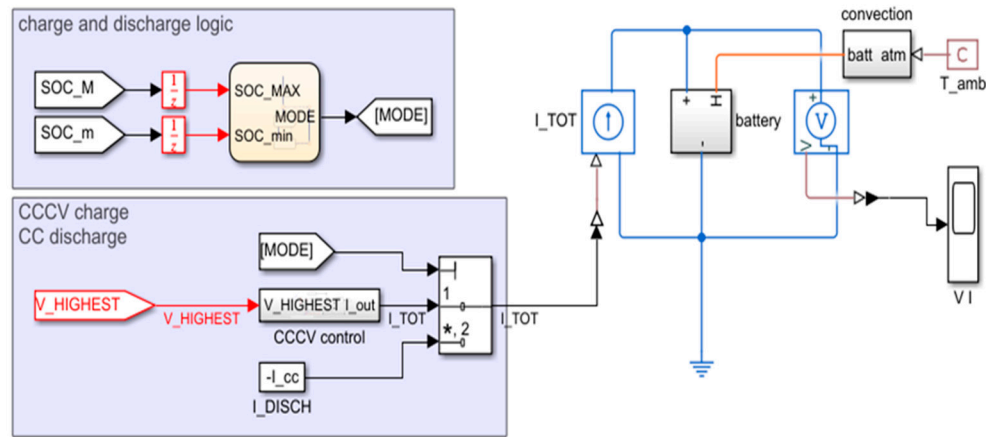 charge and discharge logic
SOC_M
1
z
SOC_MAX
MODE
[MODE]
SOC_m
1
z
SOC_min
CCCV charge
CC discharge
[MODE]
V_HIGHEST
V_HIGHEST
V_HIGHEST I_out
CCCV control
I_TOT
1
*, 2
I_TOT
-I_cc
I_DISCH
convection
batt atm
C
T_amb
I_TOT
+
H
-
battery
+
V
-
V
V I